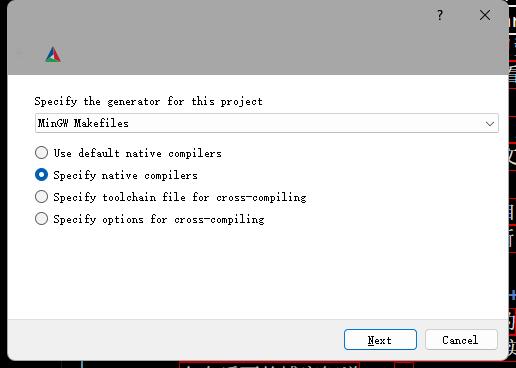 ?
Specify the generator for this project
MinGW Makefiles
Use default native compilers
Specify native compilers
Specify toolchain file for cross-compiling
Specify options for cross-compiling
Next
Cancel